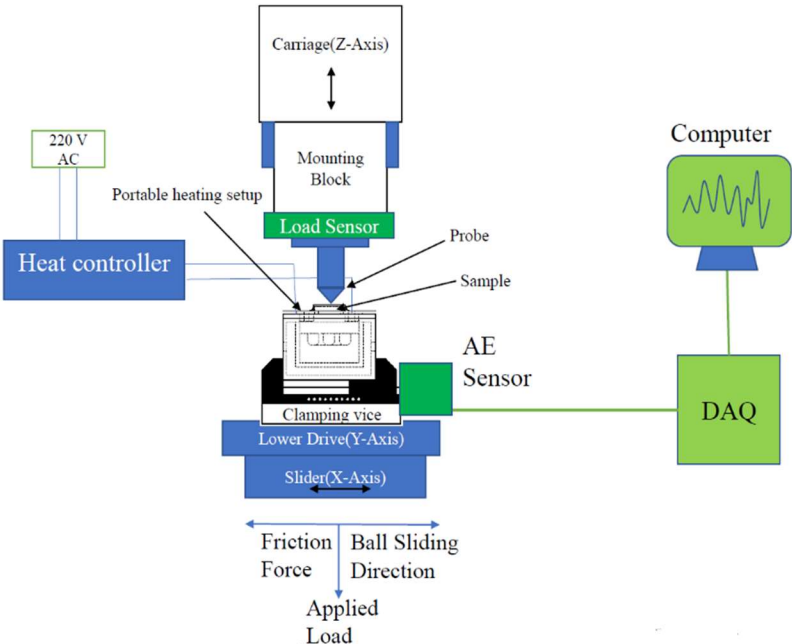 Carriage(Z-Axis)
220 V
AC
Computer
Mounting
Block
Portable heating setup
Load Sensor
Probe
Heat controller
Sample
AE
Sensor
DAQ
Clamping vice
Lower Drive(Y-Axis)
Slider(X-Axis)
Friction
Force
Ball Sliding
Direction
Applied
Load